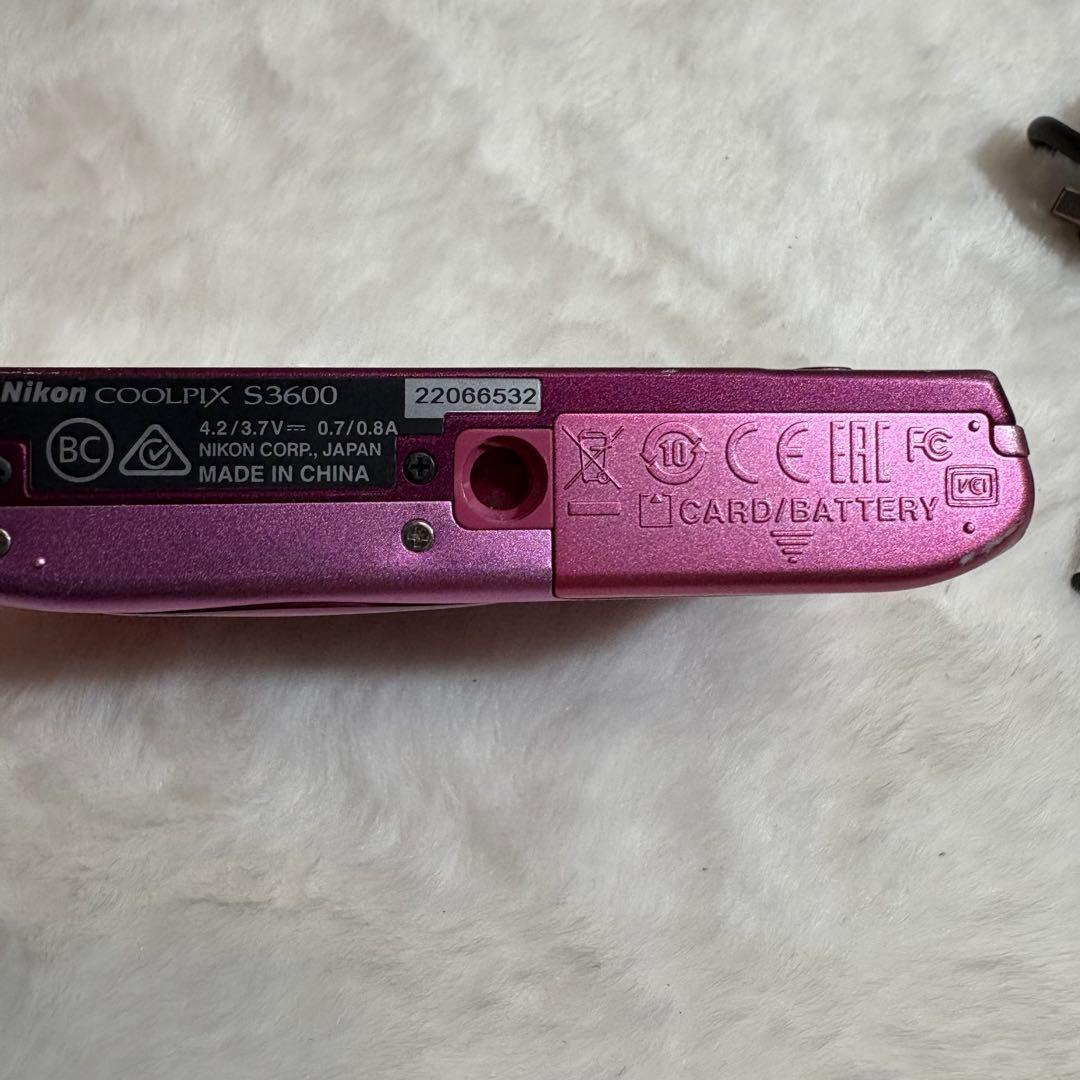 Nikon COOLPIX S3600
22066532
4.2/3.7V⎓ 0.7/0.8A
BC
NIKON CORP., JAPAN
MADE IN CHINA
10 CE EAC FC
VCCI
CARD/BATTERY